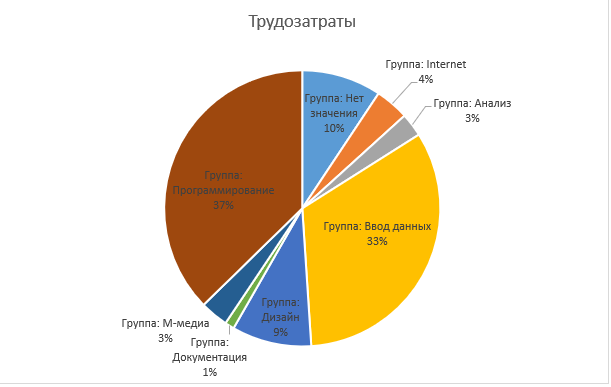 Трудозатраты
Группа: Internet
4%
Группа: Нет
значения
10%
Группа: Анализ
3%
Группа:
Программирование
37%
Группа: Ввод данных
33%
Группа:
Дизайн
9%
Группа: М-медиа
3%
Группа:
Документация
1%